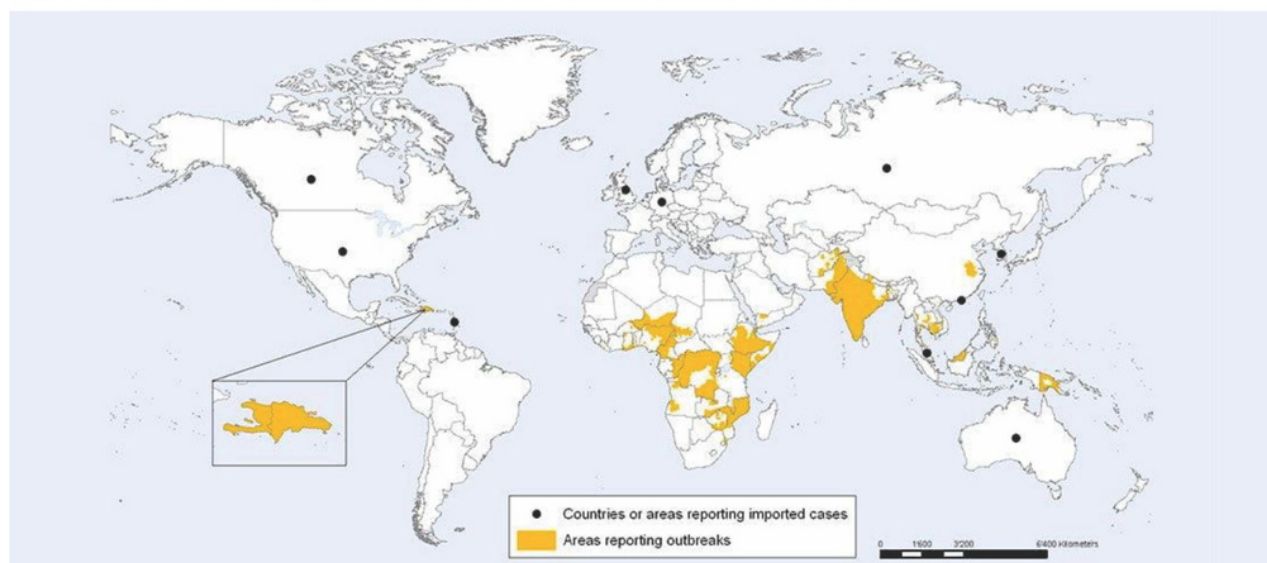 Countries or areas reporting imported cases
Areas reporting outbreaks
0 1'600 3'200 6'400 Kilometers